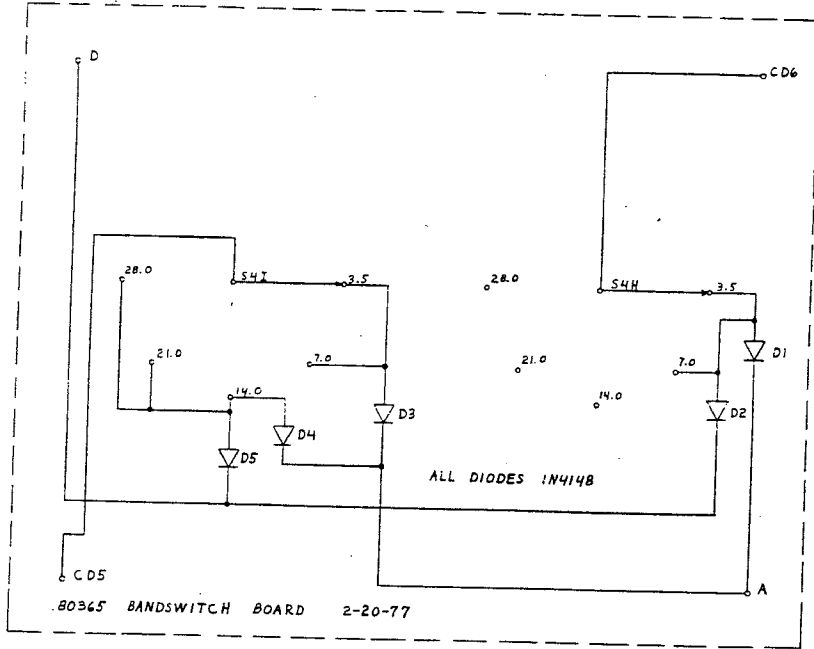 D
CD6
28.0
S4I
3.5
28.0
S4H
3.5
21.0
7.0
21.0
7.0
D1
14.0
14.0
D3
D2
D4
D5
ALL DIODES 1N4148
CD5
A
80365 BANDSWITCH BOARD 2-20-77